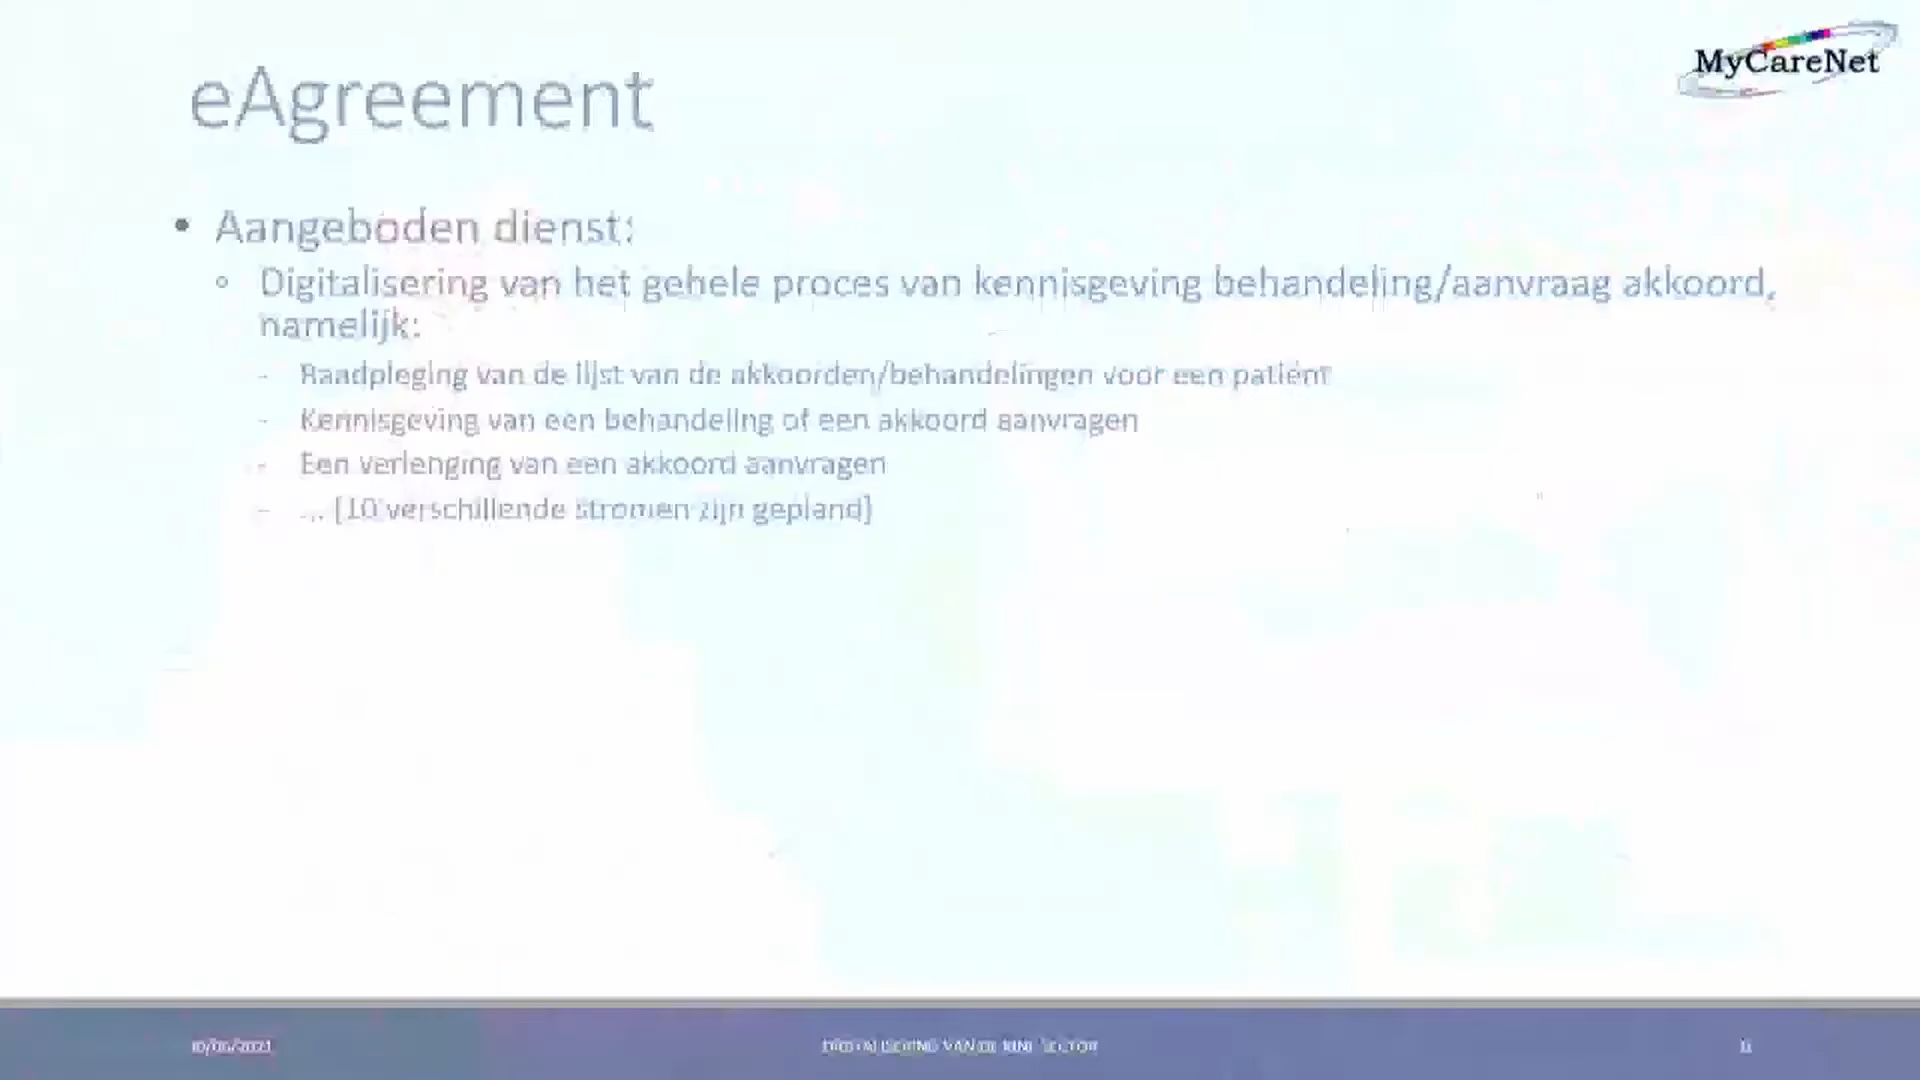 MyCareNet
eAgreement
• Aangeboden dienst:
◦ Digitalisering van het gehele proces van kennisgeving behandeling/aanvraag akkoord,
namelijk:
- Raadpleging van de lijst van de akkoorden/behandelingen voor een patiënt
- Kennisgeving van een behandeling of een akkoord aanvragen
- Een verlenging van een akkoord aanvragen
- ... (10 verschillende stromen zijn gepland)
DIGITALISERING VAN DE KINE SECTOR